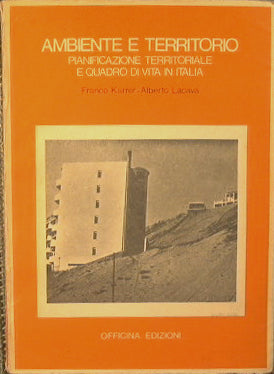 AMBIENTE E TERRITORIO
PIANIFICAZIONE TERRITORIALE
E QUADRO DI VITA IN ITALIA
Franco Karrer - Alberto Lacava
OFFICINA EDIZIONI